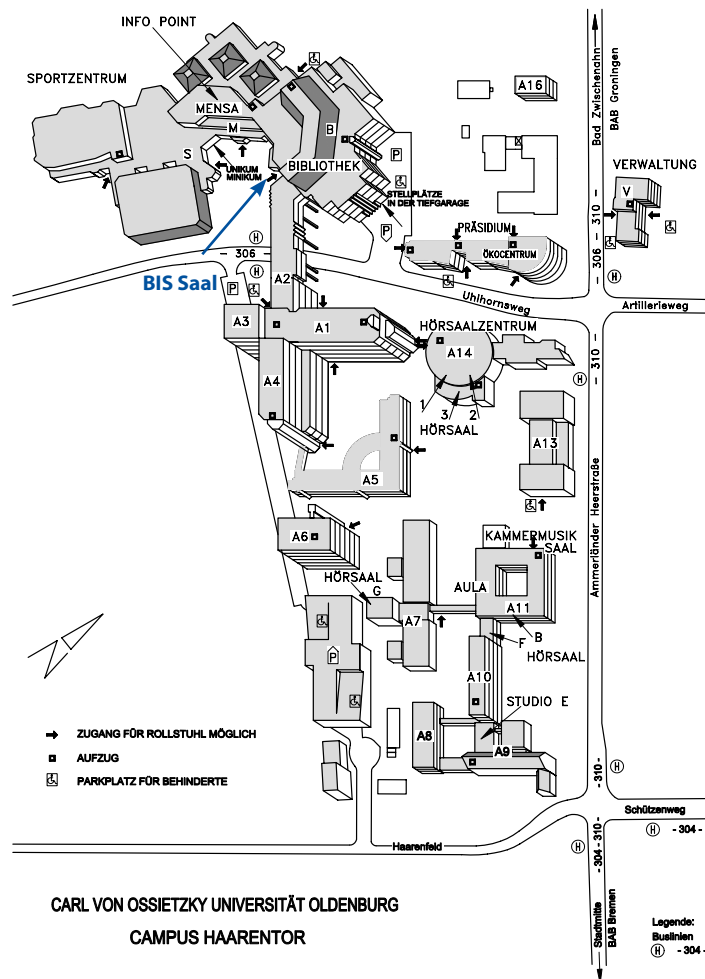 INFO POINT
SPORTZENTRUM
MENSA
M
B
S
UNIKUM
MINIKUM
BIBLIOTHEK
P
STELLPLÄTZE
IN DER TIEFGARAGE
P
A16
Bad Zwischenahn
BAB Groningen
VERWALTUNG
V
- 310 -
- 306 -
PRÄSIDIUM
ÖKOCENTRUM
H
BIS Saal
H
- 306 -
H
P
A2
Uhlhornsweg
Artillerieweg
A3
A1
HÖRSAALZENTRUM
A14
- 310 -
H
A4
1
3
2
HÖRSAAL
A13
A5
Ammerländer Heerstraße
A6
KAMMERMUSIK
SAAL
HÖRSAAL
G
AULA
A7
A11
B
F
HÖRSAAL
P
A10
STUDIO E
A8
A9
ZUGANG FÜR ROLLSTUHL MÖGLICH
AUFZUG
PARKPLATZ FÜR BEHINDERTE
-310-
H
Schützenweg
H - 304 -
Haarenfeld
H
-304-310-
Stadtmitte
BAB Bremen
CARL VON OSSIETZKY UNIVERSITÄT OLDENBURG
CAMPUS HAARENTOR
Legende:
Buslinien
H - 304 -